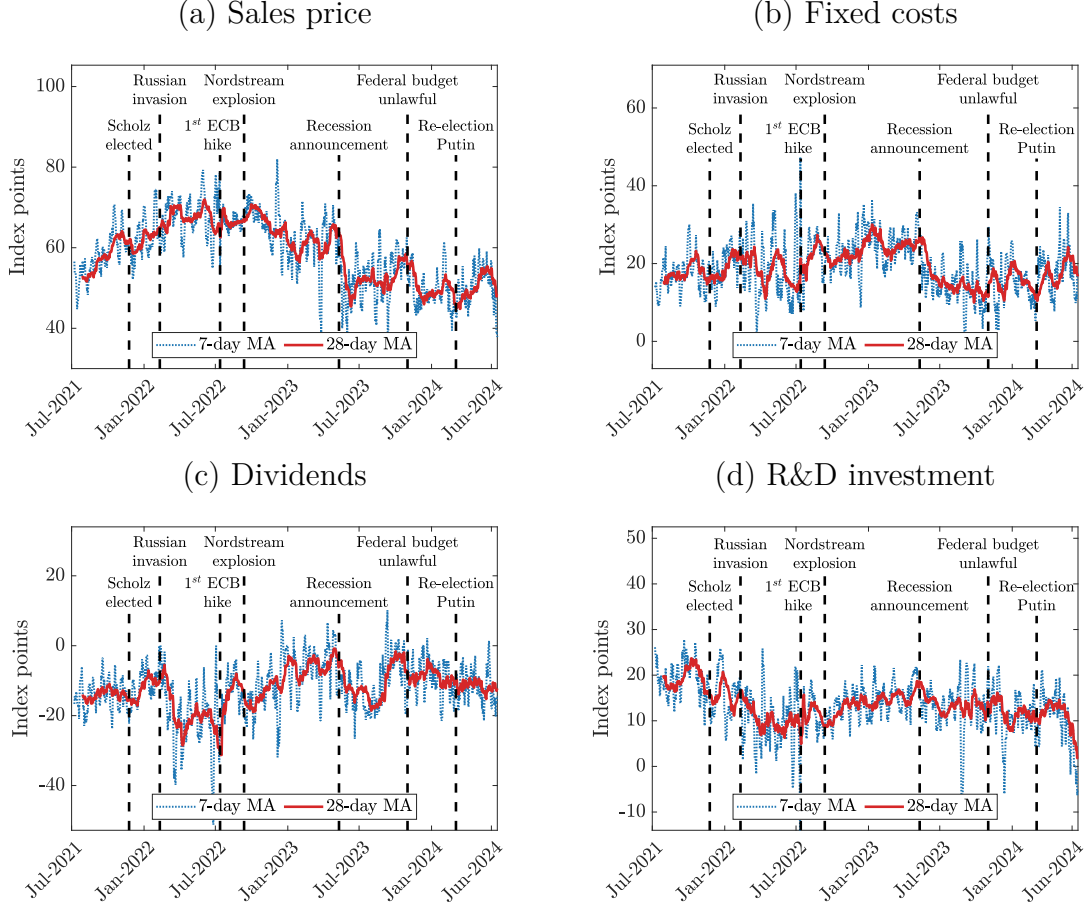 (a) Sales price
Index points
100
80
60
40
Russian
invasion
Nordstream
explosion
Federal budget
unlawful
Scholz
elected
1st ECB
hike
Recession
announcement
Re-election
Putin
7-day MA
28-day MA
Jul-2021
Jan-2022
Jul-2022
Jan-2023
Jul-2023
Jan-2024
Jun-2024
(b) Fixed costs
Index points
60
40
20
0
Russian
invasion
Nordstream
explosion
Federal budget
unlawful
Scholz
elected
1st ECB
hike
Recession
announcement
Re-election
Putin
7-day MA
28-day MA
Jul-2021
Jan-2022
Jul-2022
Jan-2023
Jul-2023
Jan-2024
Jun-2024
(c) Dividends
Index points
20
0
-20
-40
Russian
invasion
Nordstream
explosion
Federal budget
unlawful
Scholz
elected
1st ECB
hike
Recession
announcement
Re-election
Putin
7-day MA
28-day MA
Jul-2021
Jan-2022
Jul-2022
Jan-2023
Jul-2023
Jan-2024
Jun-2024
(d) R&D investment
Index points
50
40
30
20
10
0
-10
Russian
invasion
Nordstream
explosion
Federal budget
unlawful
Scholz
elected
1st ECB
hike
Recession
announcement
Re-election
Putin
7-day MA
28-day MA
Jul-2021
Jan-2022
Jul-2022
Jan-2023
Jul-2023
Jan-2024
Jun-2024